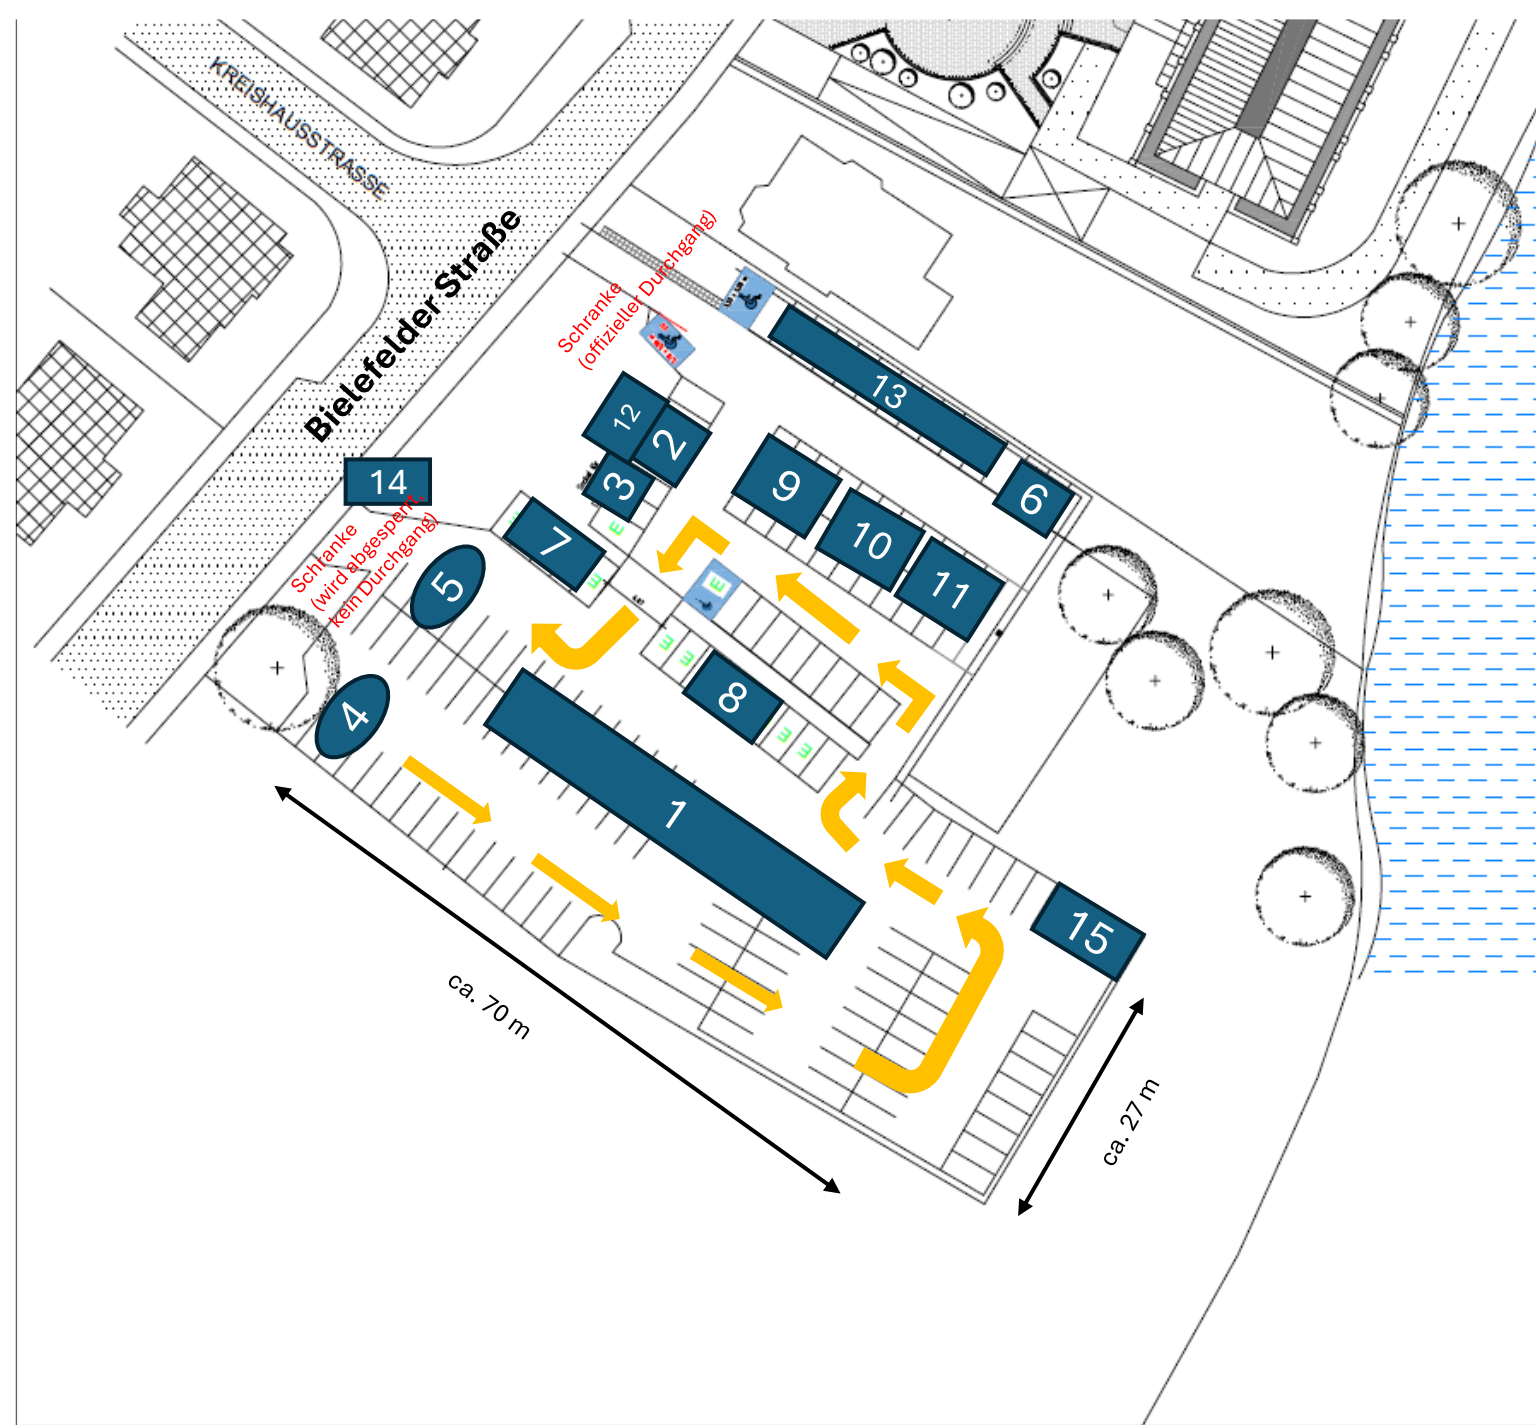 KREISHAUSSTRASSE
Bielefelder Straße
Schranke
(offizieller Durchgang)
13
12
2
14
3
9
6
10
7
11
E
E
E
Schranke
(wird abgesperrt,
kein Durchgang)
5
E
E
8
4
E
E
1
15
ca. 70 m
ca. 27 m